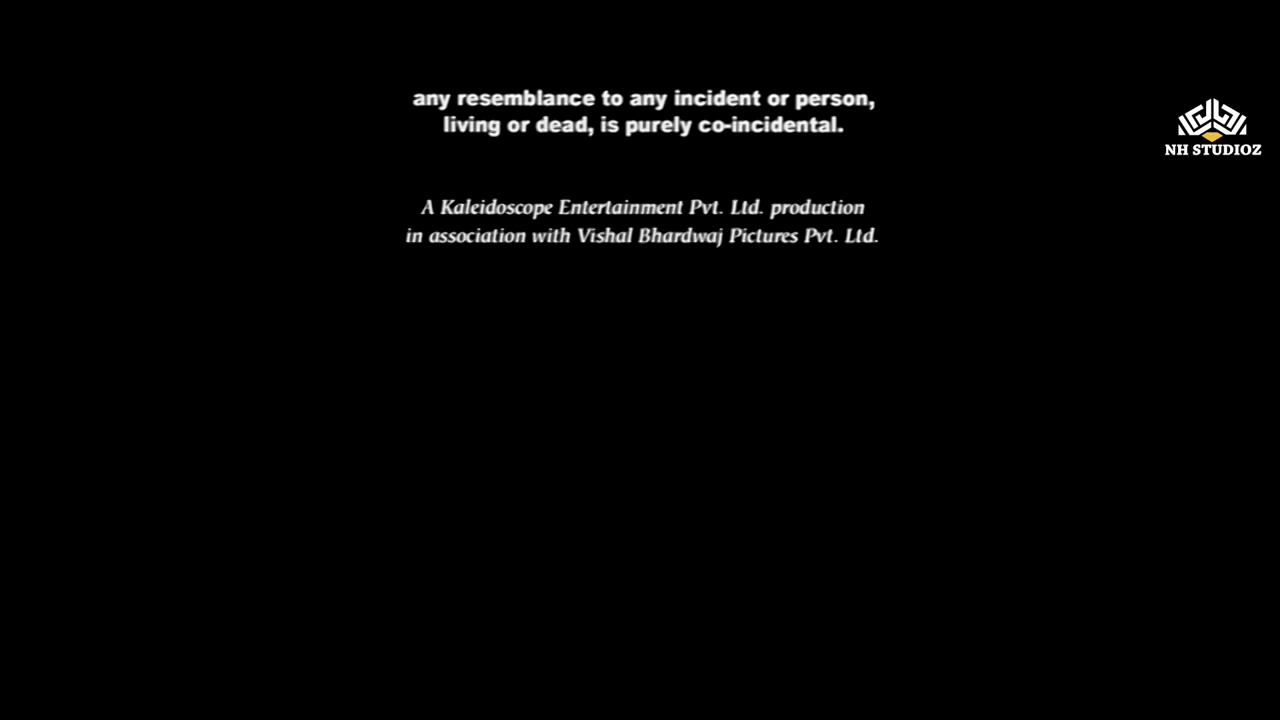 any resemblance to any incident or person,
living or dead, is purely co-incidental.
NH STUDIOZ
A Kaleidoscope Entertainment Pvt. Ltd. production
in association with Vishal Bhardwaj Pictures Pvt. Ltd.